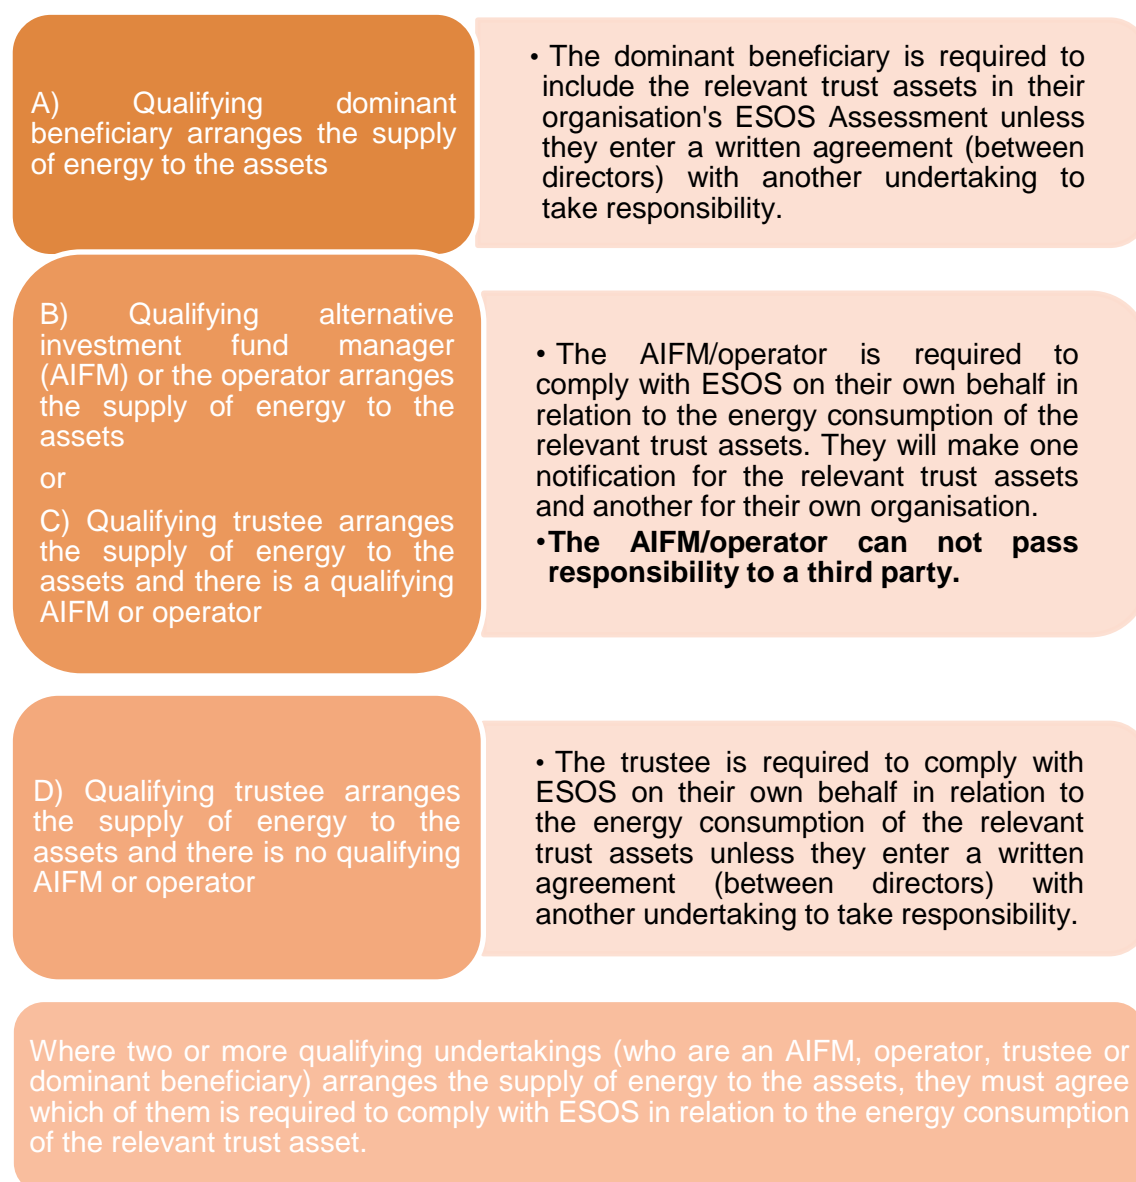 A) Qualifying dominant
beneficiary arranges the supply
of energy to the assets
• The dominant beneficiary is required to
include the relevant trust assets in their
organisation's ESOS Assessment unless
they enter a written agreement (between
directors) with another undertaking to
take responsibility.
B) Qualifying alternative
investment fund manager
(AIFM) or the operator arranges
the supply of energy to the
assets
or
C) Qualifying trustee arranges
the supply of energy to the
assets and there is a qualifying
AIFM or operator
• The AIFM/operator is required to
comply with ESOS on their own behalf in
relation to the energy consumption of the
relevant trust assets. They will make one
notification for the relevant trust assets
and another for their own organisation.
•The AIFM/operator can not pass
responsibility to a third party.
D) Qualifying trustee arranges
the supply of energy to the
assets and there is no qualifying
AIFM or operator
• The trustee is required to comply with
ESOS on their own behalf in relation to
the energy consumption of the relevant
trust assets unless they enter a written
agreement (between directors) with
another undertaking to take responsibility.
Where two or more qualifying undertakings (who are an AIFM, operator, trustee or
dominant beneficiary) arranges the supply of energy to the assets, they must agree
which of them is required to comply with ESOS in relation to the energy consumption
of the relevant trust asset.